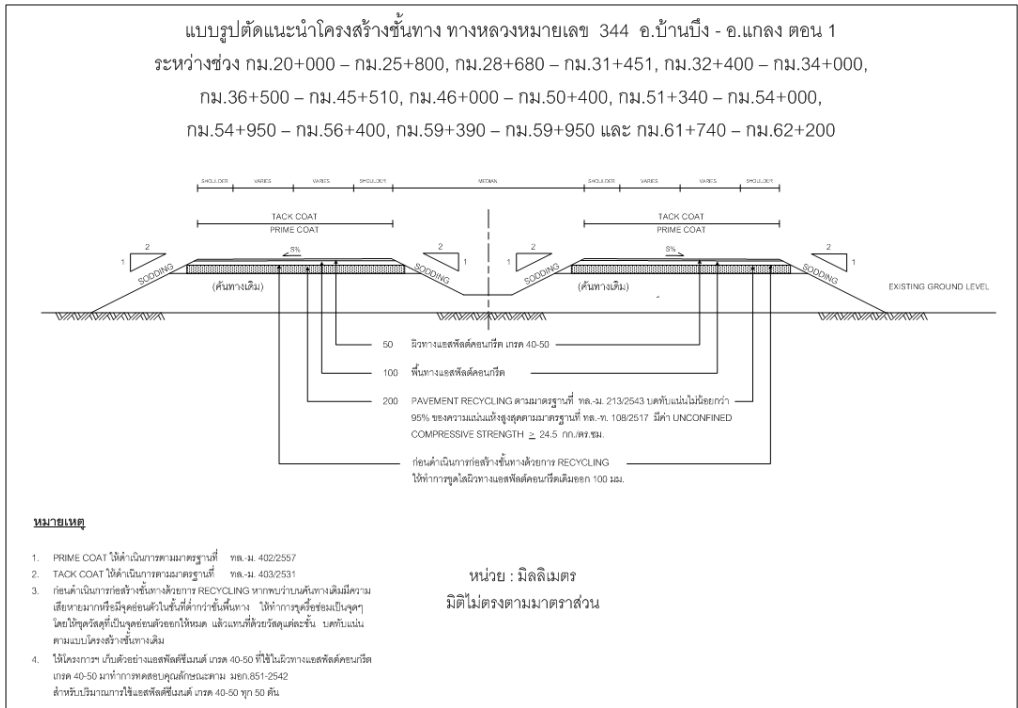 แบบรูปตัดแนะนำโครงสร้างชั้นทาง ทางหลวงหมายเลข 344 อ.บ้านบึง - อ.แกลง ตอน 1
ระหว่างช่วง กม.20+000 – กม.25+800, กม.28+680 – กม.31+451, กม.32+400 – กม.34+000,
กม.36+500 – กม.45+510, กม.46+000 – กม.50+400, กม.51+340 – กม.54+000,
กม.54+950 – กม.56+400, กม.59+390 – กม.59+950 และ กม.61+740 – กม.62+200
SHOULDER VARIES VARIES SHOULDER MEDIAN SHOULDER VARIES VARIES SHOULDER
TACK COAT TACK COAT
PRIME COAT PRIME COAT
2 2 2 2
1 S% 1 1 S% 1
SODDING SODDING SODDING SODDING
(คันทางเดิม) (คันทางเดิม) EXISTING GROUND LEVEL
50 ผิวทางแอสฟัลต์คอนกรีต เกรด 40-50
100 พื้นทางแอสฟัลต์คอนกรีต
200 PAVEMENT RECYCLING ตามมาตรฐานที่ ทล.-ม. 213/2543 บดทับแน่นไม่น้อยกว่า
95% ของความแน่นแห้งสูงสุดตามมาตรฐานที่ ทล.-ท. 108/2517 มีค่า UNCONFINED
COMPRESSIVE STRENGTH ≥ 24.5 กก./ตร.ซม.
ก่อนดำเนินการก่อสร้างชั้นทางด้วยการ RECYCLING
ให้ทำการขูดไสผิวทางแอสฟัลต์คอนกรีตเดิมออก 100 มม.
หมายเหตุ
1. PRIME COAT ให้ดำเนินการตามมาตรฐานที่ ทล.-ม. 402/2557
2. TACK COAT ให้ดำเนินการตามมาตรฐานที่ ทล.-ม. 403/2531
3. ก่อนดำเนินการก่อสร้างชั้นทางด้วยการ RECYCLING หากพบว่าบนคันทางเดิมมีความ
เสียหายมากหรือมีจุดอ่อนตัวในชั้นที่ต่ำกว่าชั้นพื้นทาง ให้ทำการขุดรื้อซ่อมเป็นจุดๆ
โดยให้ขุดวัสดุที่เป็นจุดอ่อนตัวออกให้หมด แล้วแทนที่ด้วยวัสดุแต่ละชั้น บดทับแน่น
ตามแบบโครงสร้างชั้นทางเดิม
4. ให้โครงการฯ เก็บตัวอย่างแอสฟัลต์ซีเมนต์ เกรด 40-50 ที่ใช้ในผิวทางแอสฟัลต์คอนกรีต
เกรด 40-50 มาทำการทดสอบคุณลักษณะตาม มอก.851-2542
สำหรับปริมาณการใช้แอสฟัลต์ซีเมนต์ เกรด 40-50 ทุก 50 ตัน
หน่วย : มิลลิเมตร
มิติไม่ตรงตามมาตราส่วน